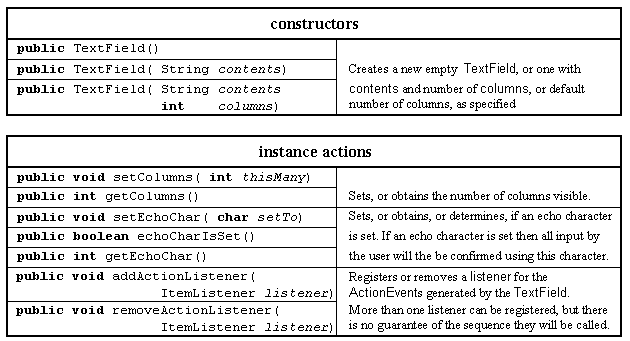 constructors
public TextField()
public TextField( String contents)
public TextField( String contents
int columns)
Creates a new empty TextField, or one with
contents and number of columns, or default
number of columns, as specified
instance actions
public void setColumns( int thisMany)
public int getColumns()
Sets, or obtains the number of columns visible.
public void setEchoChar( char setTo)
public boolean echoCharIsSet()
public int getEchoChar()
Sets, or obtains, or determines, if an echo character
is set. If an echo character is set then all input by
the user will the be confirmed using this character.
public void addActionListener(
ItemListener listener)
public void removeActionListener(
ItemListener listener)
Registers or removes a listener for the
ActionEvents generated by the TextField.
More than one listener can be registered, but there
is no guarantee of the sequence they will be called.